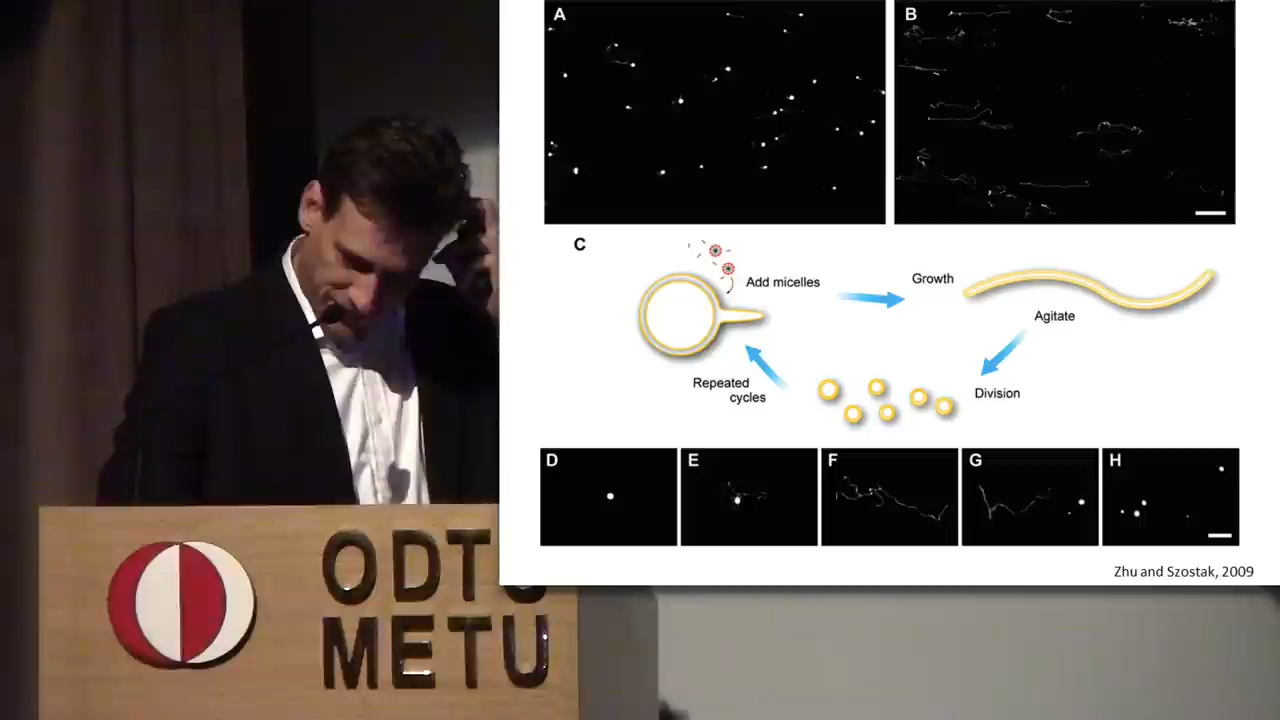 A
B
C
Add micelles
Growth
Agitate
Repeated
cycles
Division
D
E
F
G
H
Zhu and Szostak, 2009
ODT
METU